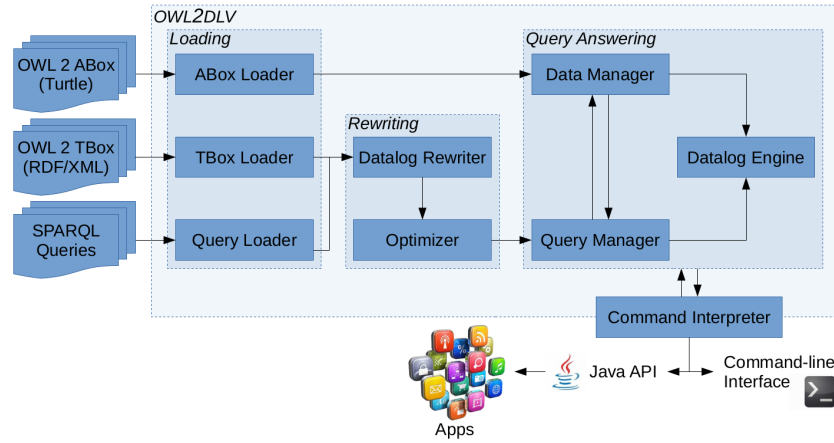 OWL2DLV
Loading
Query Answering
OWL 2 ABox
(Turtle)
ABox Loader
Data Manager
Rewriting
OWL 2 TBox
(RDF/XML)
TBox Loader
Datalog Rewriter
Datalog Engine
SPARQL
Queries
Query Loader
Optimizer
Query Manager
Command Interpreter
Java API
Command-line
Interface
Apps